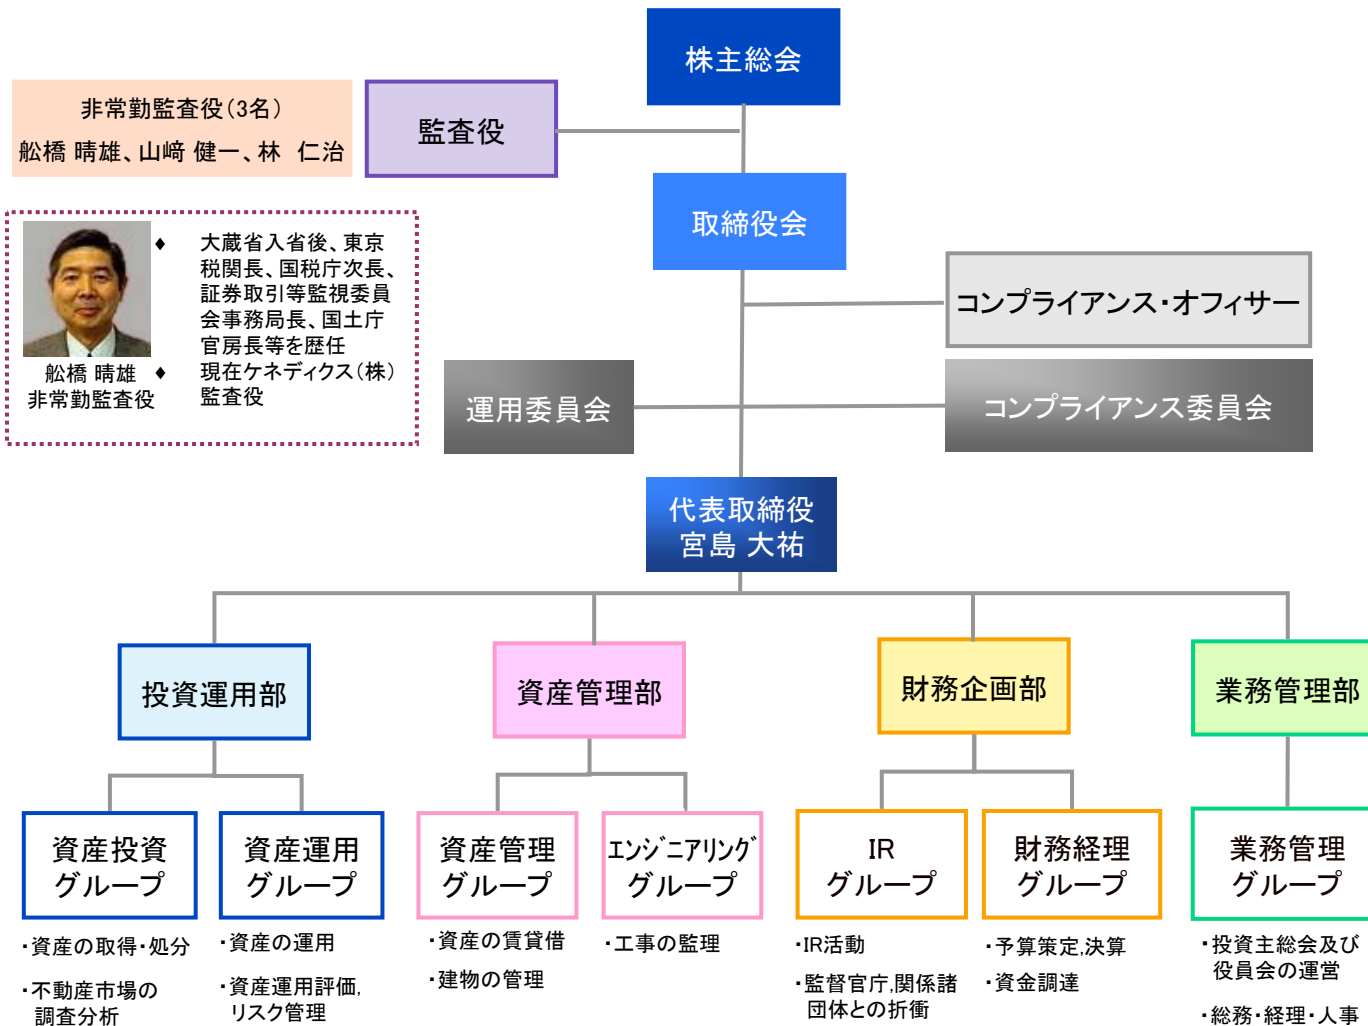 株主総会
非常勤監査役(3名)
舩橋 晴雄、山﨑 健一、林 仁治
監査役
取締役会
♦ 大蔵省入省後、東京
税関長、国税庁次長、
証券取引等監視委員
会事務局長、国土庁
官房長等を歴任
♦ 現在ケネディクス(株)
監査役
舩橋 晴雄
非常勤監査役
コンプライアンス・オフィサー
運用委員会
コンプライアンス委員会
代表取締役
宮島 大祐
投資運用部
資産管理部
財務企画部
業務管理部
資産投資
グループ
資産運用
グループ
資産管理
グループ
エンジニアリング
グループ
IR
グループ
財務経理
グループ
業務管理
グループ
・資産の取得・処分
・不動産市場の
調査分析
・資産の運用
・資産運用評価,
リスク管理
・資産の賃貸借
・建物の管理
・工事の監理
・IR活動
・監督官庁,関係諸
団体との折衝
・予算策定,決算
・資金調達
・投資主総会及び
役員会の運営
・総務・経理・人事